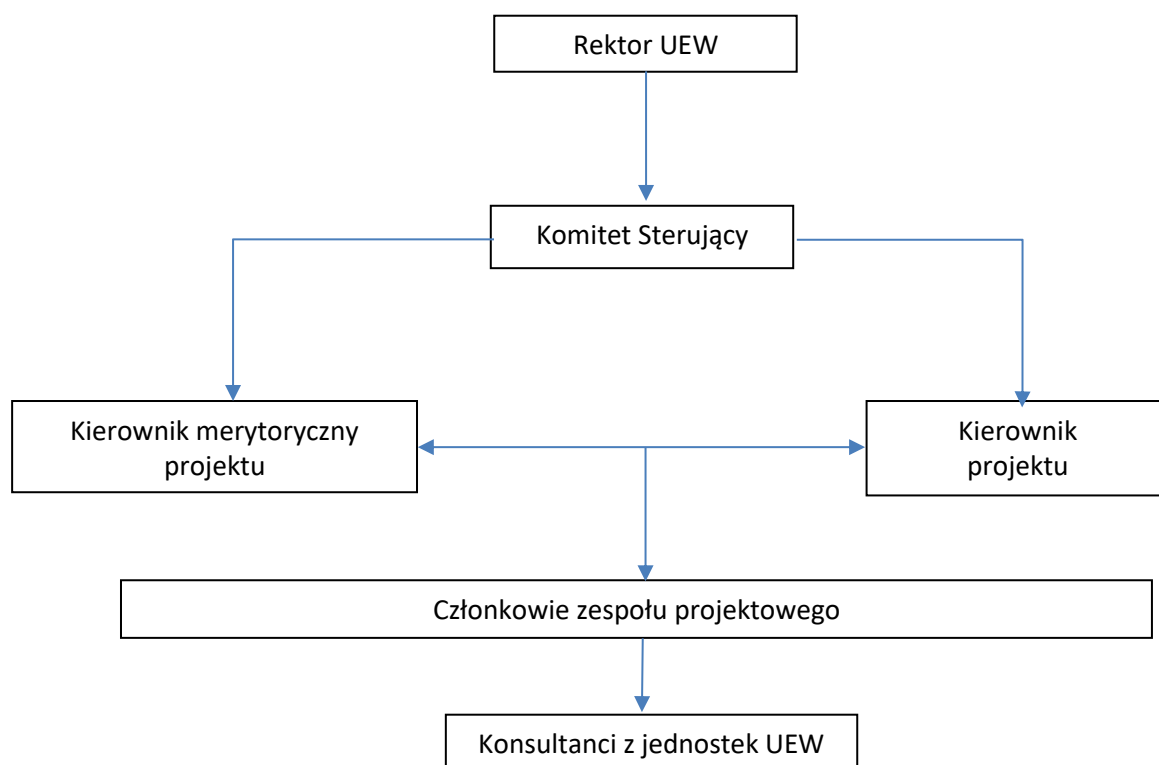 Rektor UEW
Komitet Sterujący
Kierownik merytoryczny
projektu
Kierownik
projektu
Członkowie zespołu projektowego
Konsultanci z jednostek UEW